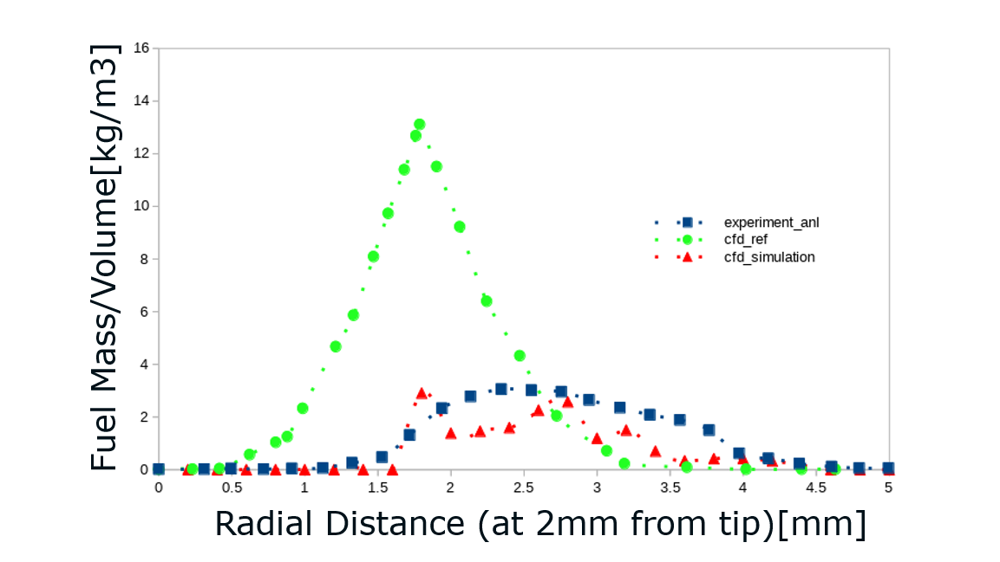 Fuel Mass/Volume[kg/m3]
16
14
12
10
8
6
4
2
0
experiment_anl
cfd_ref
cfd_simulation
0 0.5 1 1.5 2 2.5 3 3.5 4 4.5 5
Radial Distance (at 2mm from tip)[mm]